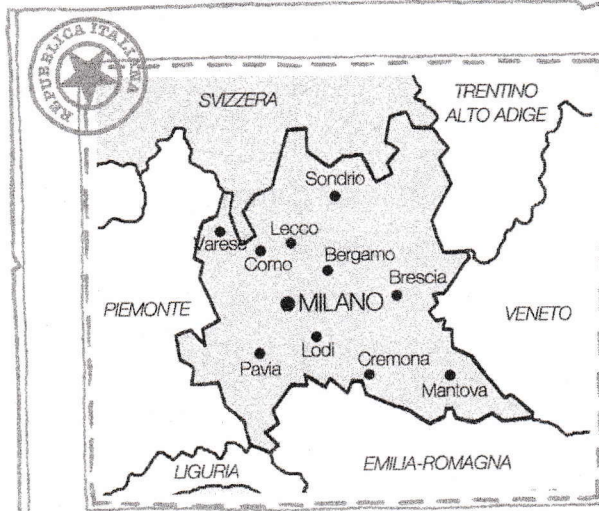 REPUBBLICA ITALIANA
SVIZZERA
TRENTINO
ALTO ADIGE
Sondrio
Varese
Lecco
Como
Bergamo
Brescia
PIEMONTE
MILANO
VENETO
Pavia
Lodi
Cremona
Mantova
LIGURIA
EMILIA-ROMAGNA